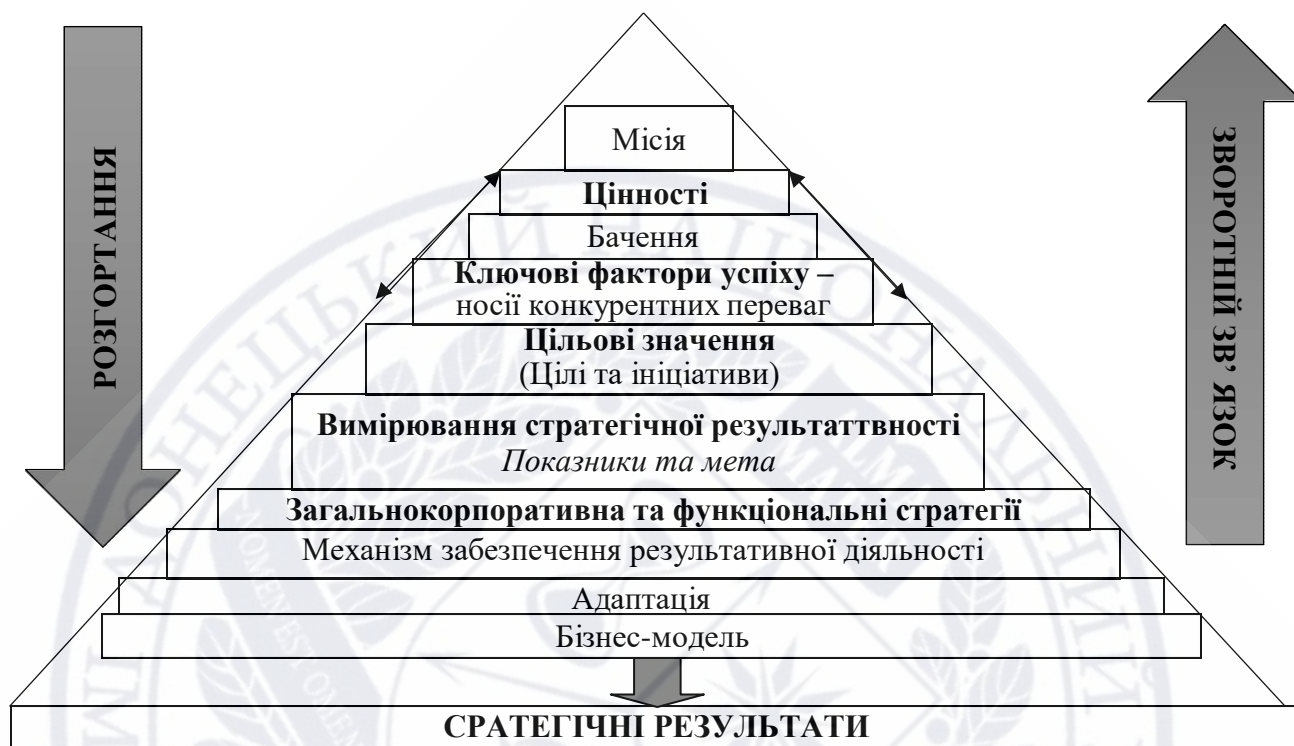 РОЗГОРТАННЯ
Місія
Цінності
Бачення
Ключові фактори успіху –
носії конкурентних переваг
Цільові значення
(Цілі та ініціативи)
Вимірювання стратегічної результаттвності
Показники та мета
Загальнокорпоративна та функціональні стратегії
Механізм забезпечення результативної діяльності
Адаптація
Бізнес-модель
СРАТЕГІЧНІ РЕЗУЛЬТАТИ
ЗВОРОТНІЙ ЗВ’ ЯЗОК